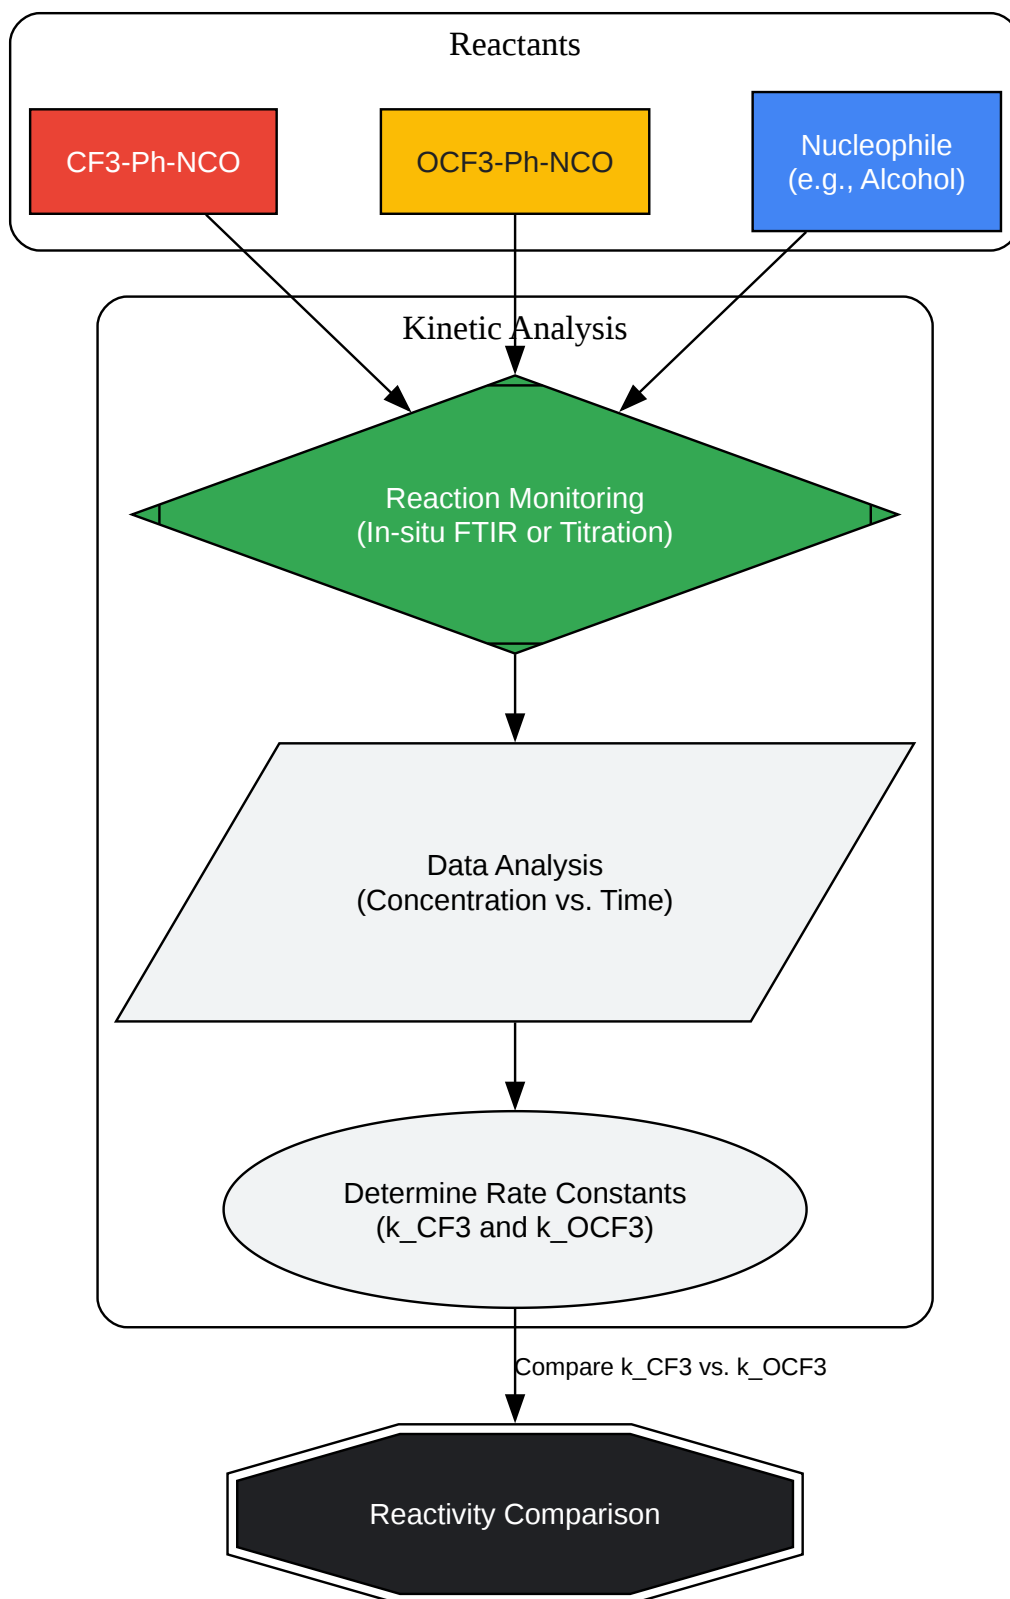 Reactants
CF3-Ph-NCO
OCF3-Ph-NCO
Nucleophile
(e.g., Alcohol)
Kinetic Analysis
Reaction Monitoring
(In-situ FTIR or Titration)
Data Analysis
(Concentration vs. Time)
Determine Rate Constants
(k_CF3 and k_OCF3)
Compare k_CF3 vs. k_OCF3
Reactivity Comparison